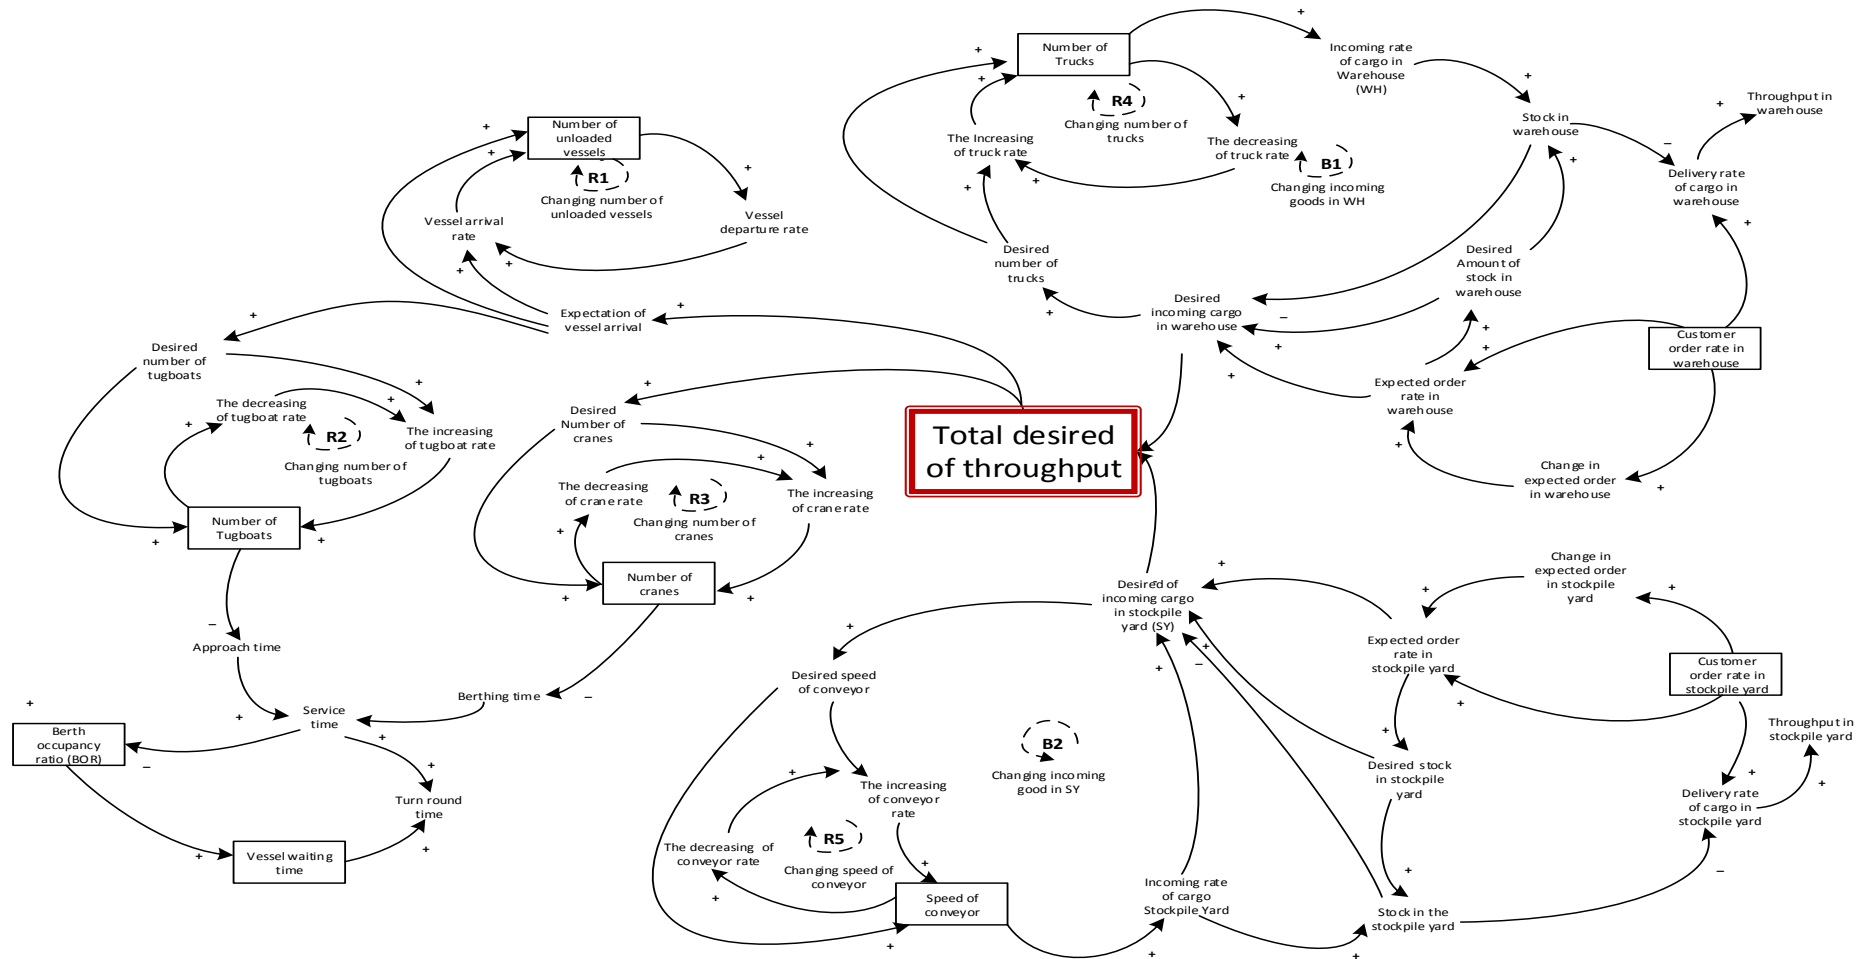 Number of
Trucks
Incoming rate
of cargo in
Warehouse
(WH)
Throughput in
warehouse
Stock in
warehouse
Number of
unloaded
vessels
R1
Changing number of
unloaded vessels
Vessel arrival
rate
Vessel
departure rate
R4
Changing number of
trucks
The Increasing
of truck rate
The decreasing
of truck rate
B1
Changing incoming
goods in WH
Delivery rate
of cargo in
warehouse
Desired
number of
trucks
Desired
Amount of
stock in
warehouse
Desired
incoming cargo
in warehouse
Expectation of
vessel arrival
Customer
order rate in
warehouse
Expected order
rate in
warehouse
Change in
expected order
in warehouse
Desired
number of
tugboats
The decreasing
of tugboat rate
R2
Changing number of
tugboats
The increasing
of tugboat rate
Number of
Tugboats
Desired
Number of
cranes
The decreasing
of crane rate
R3
Changing number of
cranes
The increasing
of crane rate
Number of
cranes
Total desired
of throughput
Approach time
Berthing time
Service
time
Berth
occupancy
ratio (BOR)
Turn round
time
Vessel waiting
time
Desired of
incoming cargo
in stockpile
yard (SY)
Change in
expected order
in stockpile
yard
Expected order
rate in
stockpile yard
Customer
order rate in
stockpile yard
Throughput in
stockpile yard
Desired stock
in stockpile
yard
Delivery rate
of cargo in
stockpile yard
Desired speed
of conveyor
B2
Changing incoming
good in SY
The increasing
of conveyor
rate
The decreasing of
conveyor rate
R5
Changing speed of
conveyor
Speed of
conveyor
Incoming rate
of cargo
Stockpile Yard
Stock in the
stockpile yard